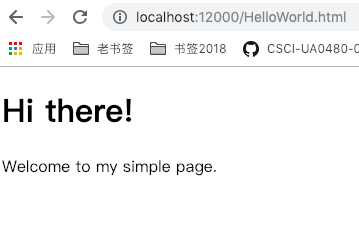 localhost:12000/HelloWorld.html
应用 老书签 书签2018 CSCI-UA0480-0
Hi there!
Welcome to my simple page.